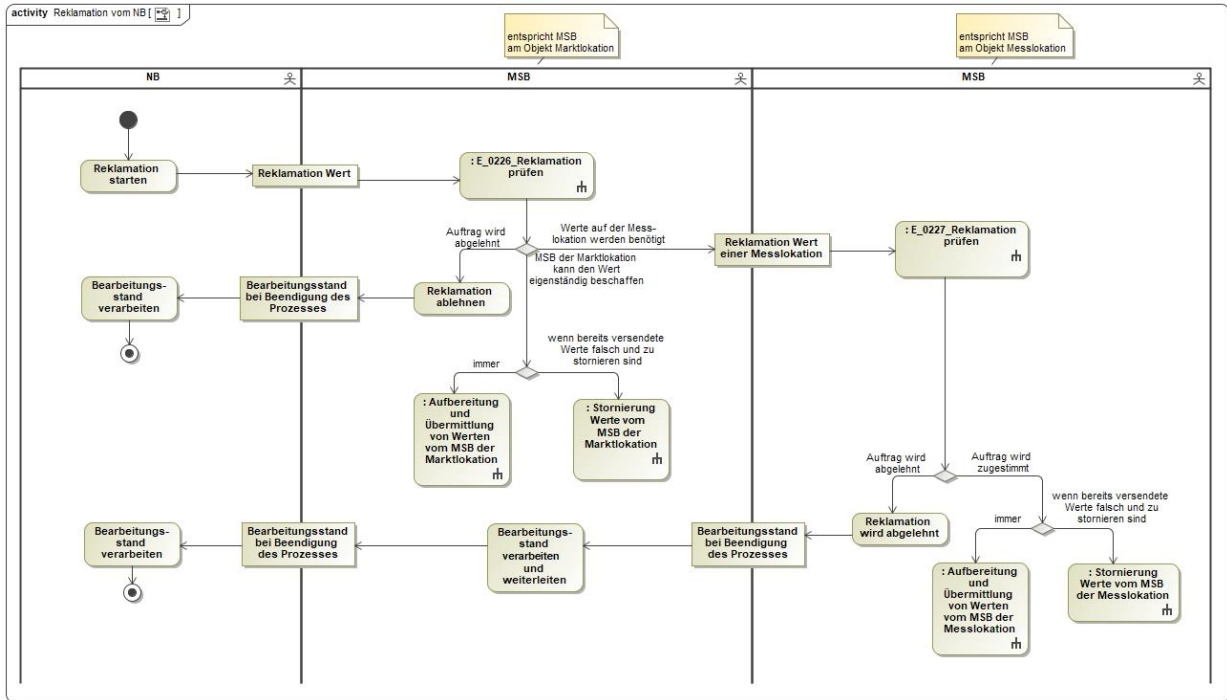 activity Reklamation vom NB [ ]
entspricht MSB
am Objekt Marktlokation
entspricht MSB
am Objekt Messlokation
NB
MSB
MSB
Reklamation
starten
Reklamation Wert
: E_0226_Reklamation
prüfen
Auftrag wird
abgelehnt
Werte auf der Mess-
lokation werden benötigt
MSB der Marktlokation
kann den Wert
eigenständig beschaffen
Reklamation Wert
einer Messlokation
: E_0227_Reklamation
prüfen
Bearbeitungs-
stand
verarbeiten
Bearbeitungsstand
bei Beendigung des
Prozesses
Reklamation
ablehnen
immer
wenn bereits versendete
Werte falsch und zu
stornieren sind
: Aufbereitung
und
Übermittlung
von Werten
vom MSB der
Marktlokation
: Stornierung
Werte vom
MSB der
Marktlokation
Auftrag wird
abgelehnt
Auftrag wird
zugestimmt
Bearbeitungs-
stand
verarbeiten
Bearbeitungsstand
bei Beendigung
des Prozesses
Bearbeitungs-
stand
verarbeiten
und
weiterleiten
Bearbeitungsstand
bei Beendigung
des Prozesses
Reklamation
wird abgelehnt
immer
wenn bereits versendete
Werte falsch und zu
stornieren sind
: Aufbereitung
und
Übermittlung
von Werten
vom MSB der
Messlokation
: Stornierung
Werte vom MSB
der Messlokation